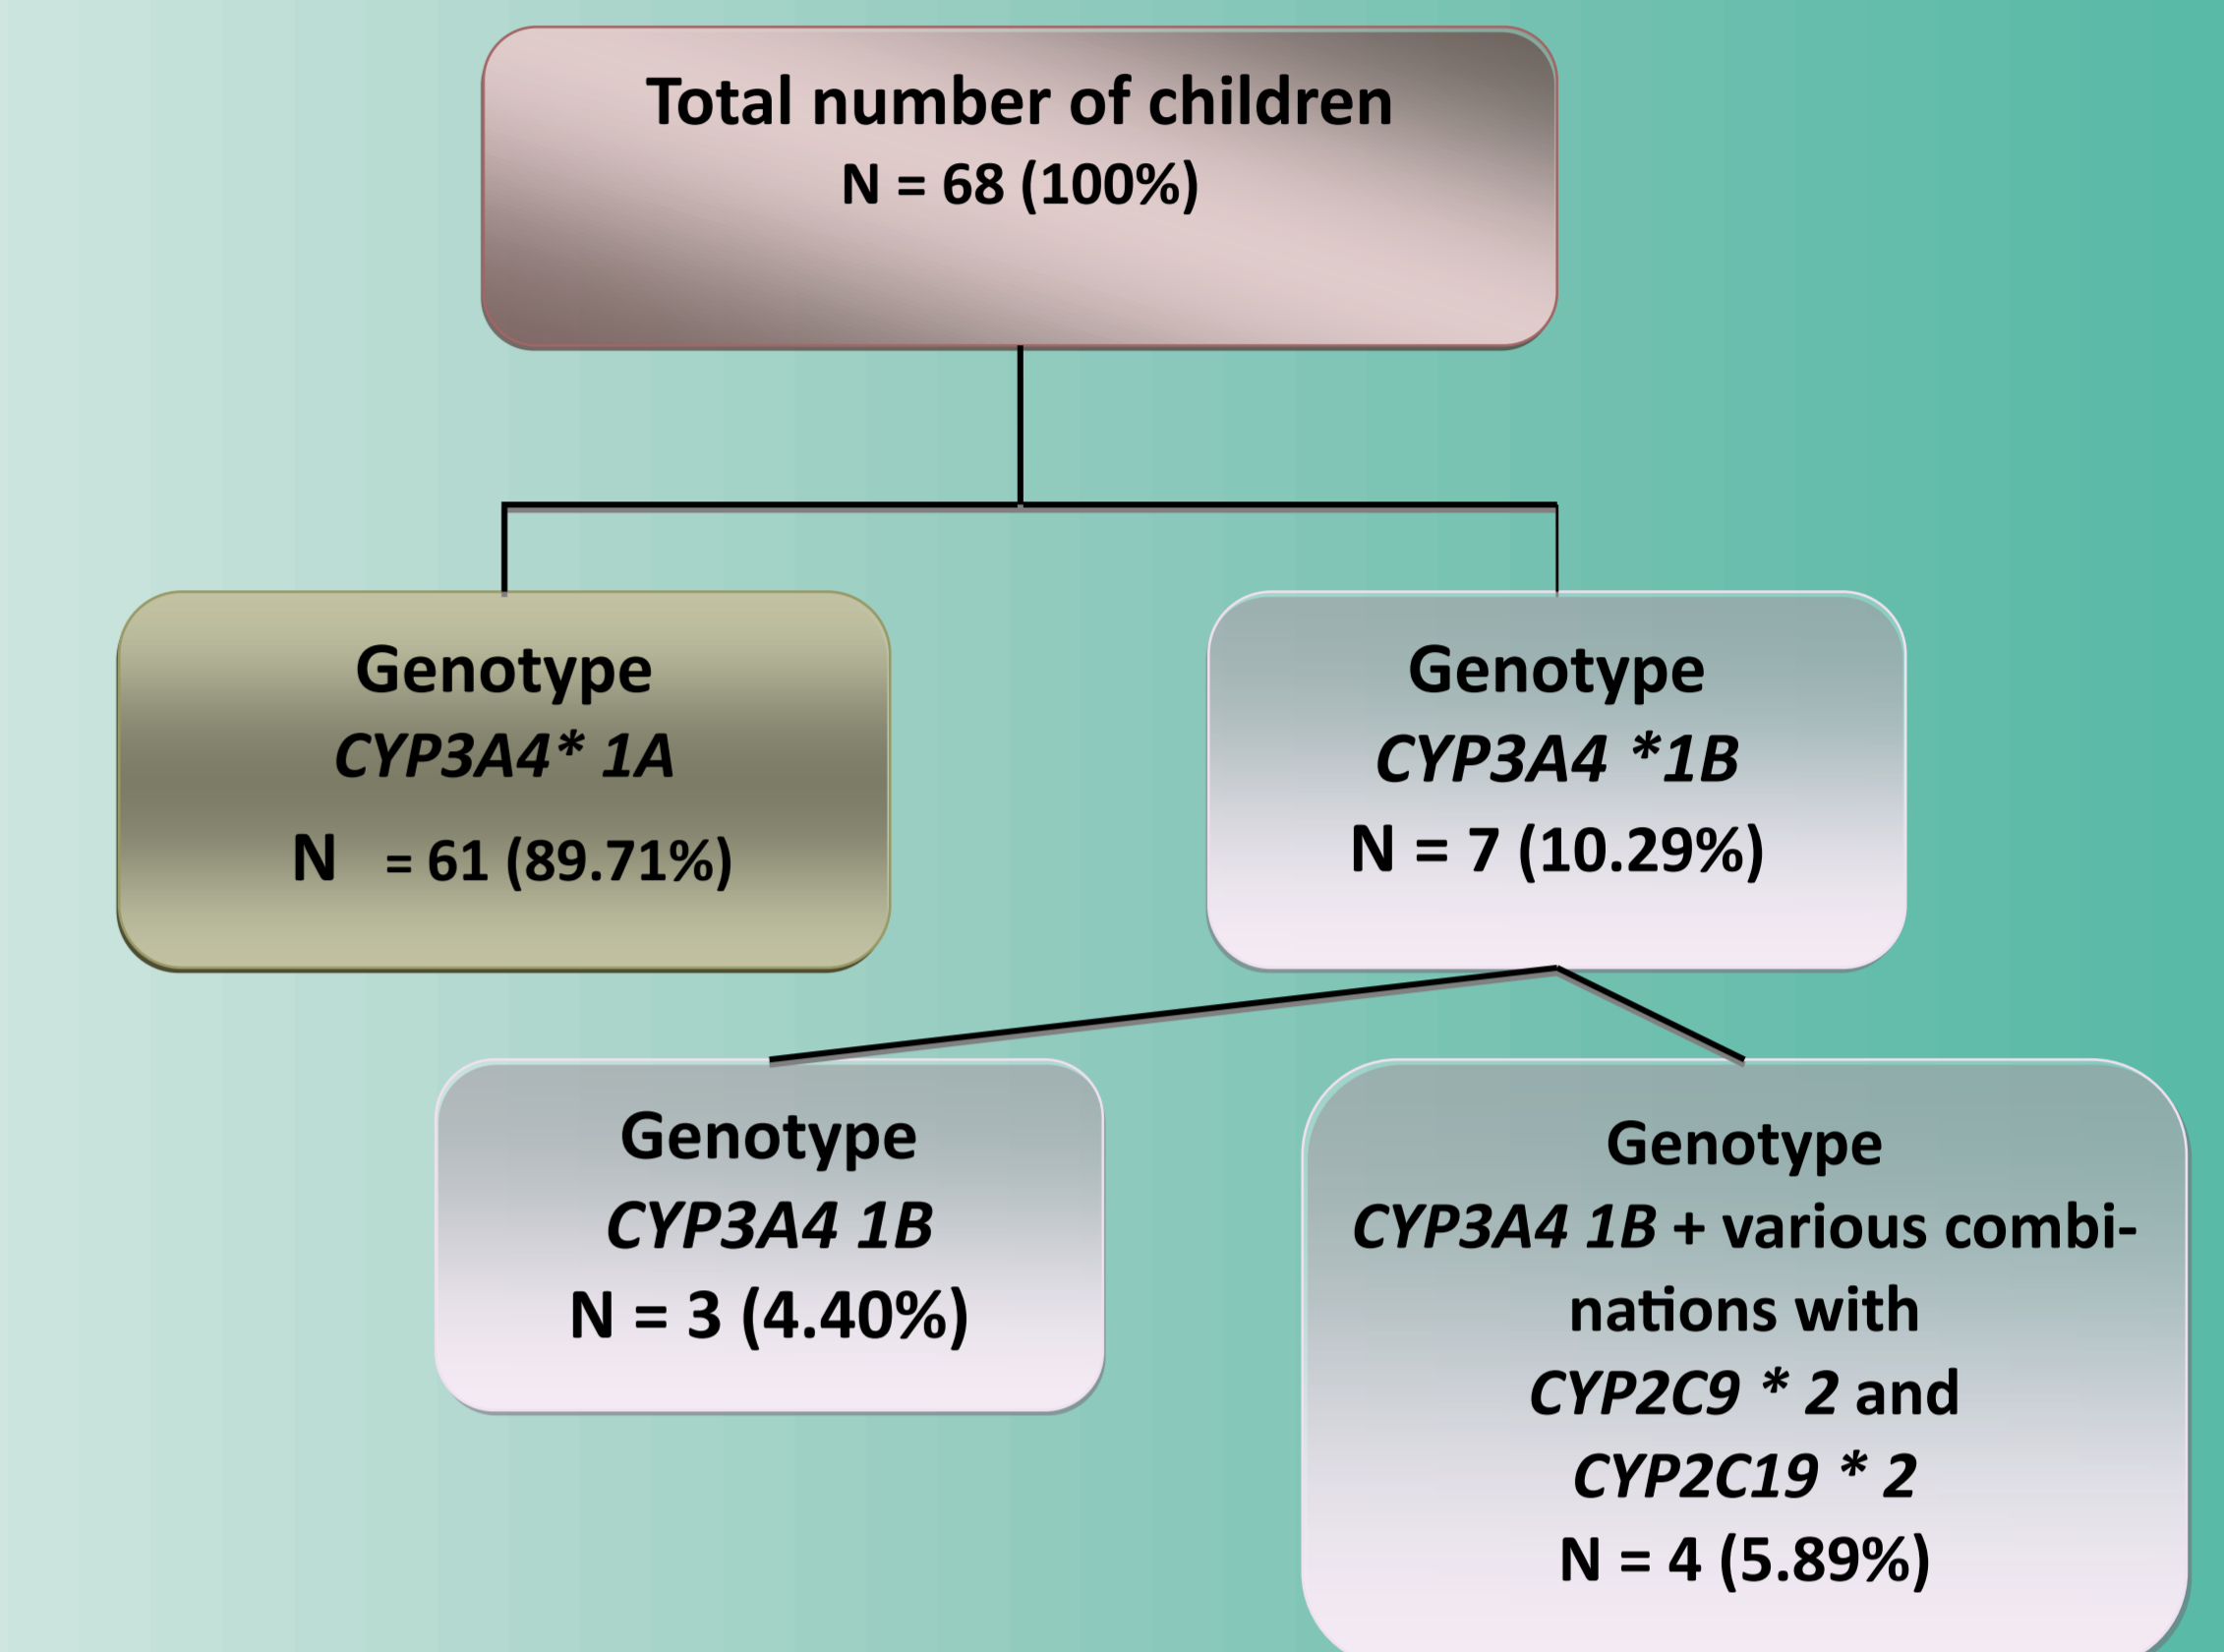 Total number of children
N = 68 (100%)
Genotype
CYP3A4* 1A
N = 61 (89.71%)
Genotype
CYP3A4 *1B
N = 7 (10.29%)
Genotype
CYP3A4 1B
N = 3 (4.40%)
Genotype
CYP3A4 1B + various combi-
nations with
CYP2C9 * 2 and
CYP2C19 * 2
N = 4 (5.89%)